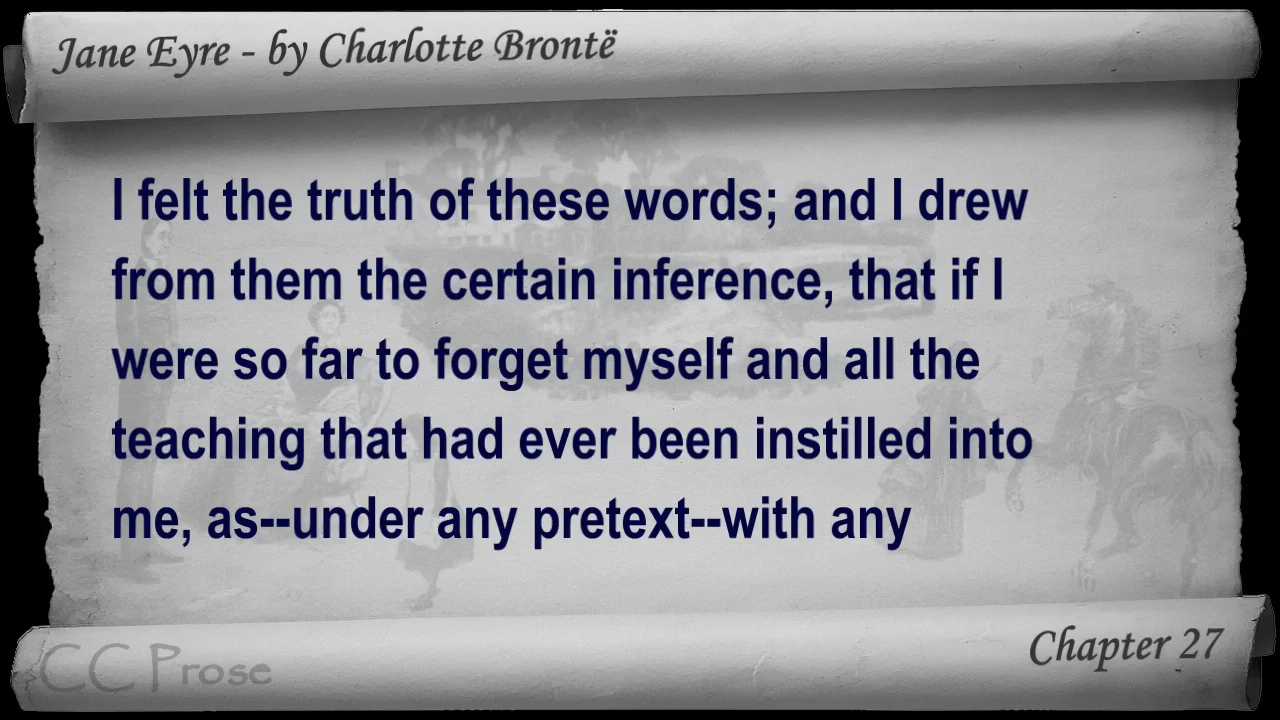 Jane Eyre - by Charlotte Brontë
I felt the truth of these words; and I drew
from them the certain inference, that if I
were so far to forget myself and all the
teaching that had ever been instilled into
me, as--under any pretext--with any
CC Prose
Chapter 27